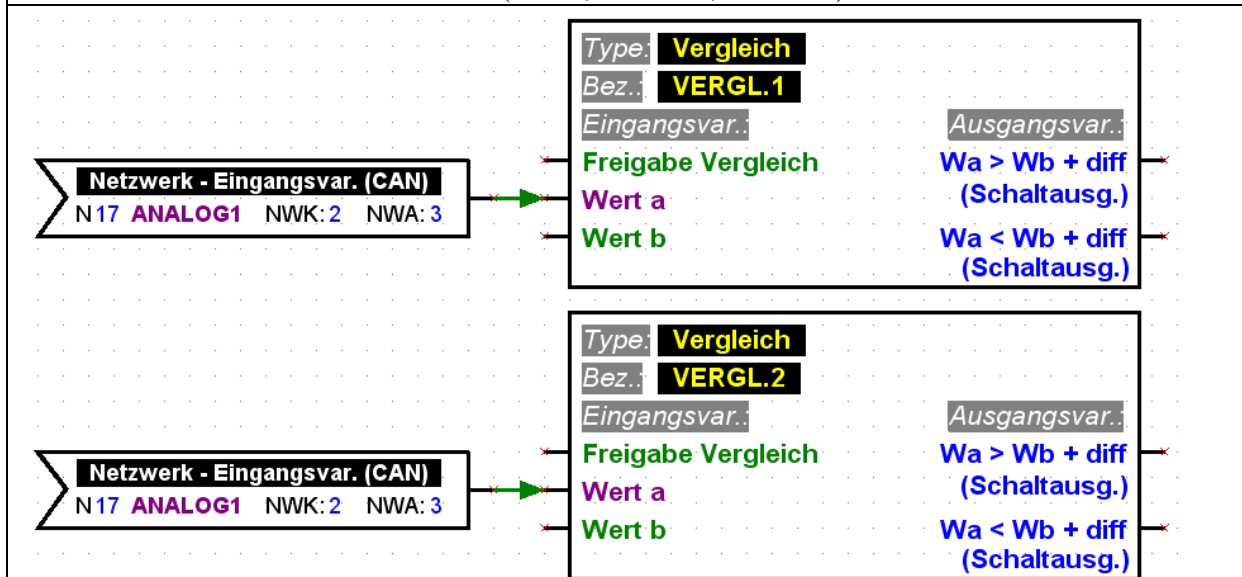 Type: Vergleich
Bez.: VERGL.1
Eingangsvar.: Ausgangsvar.:
Freigabe Vergleich Wa > Wb + diff
Netzwerk - Eingangsvar. (CAN)
Wert a (Schaltausg.)
N 17 ANALOG1 NWK: 2 NWA: 3
Wert b Wa < Wb + diff
(Schaltausg.)
Type: Vergleich
Bez.: VERGL.2
Eingangsvar.: Ausgangsvar.:
Freigabe Vergleich Wa > Wb + diff
Netzwerk - Eingangsvar. (CAN)
Wert a (Schaltausg.)
N 17 ANALOG1 NWK: 2 NWA: 3
Wert b Wa < Wb + diff
(Schaltausg.)